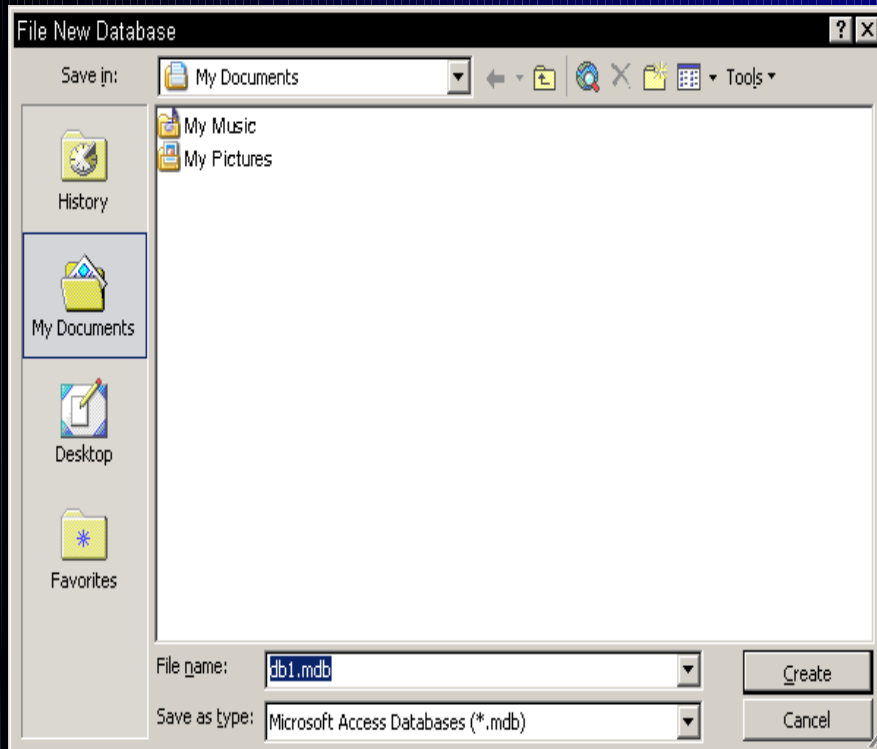 File New Database
Save in: My Documents Tools
My Music
My Pictures
History
My Documents
Desktop
Favorites
File name: db1.mdb Create
Save as type: Microsoft Access Databases (*.mdb) Cancel